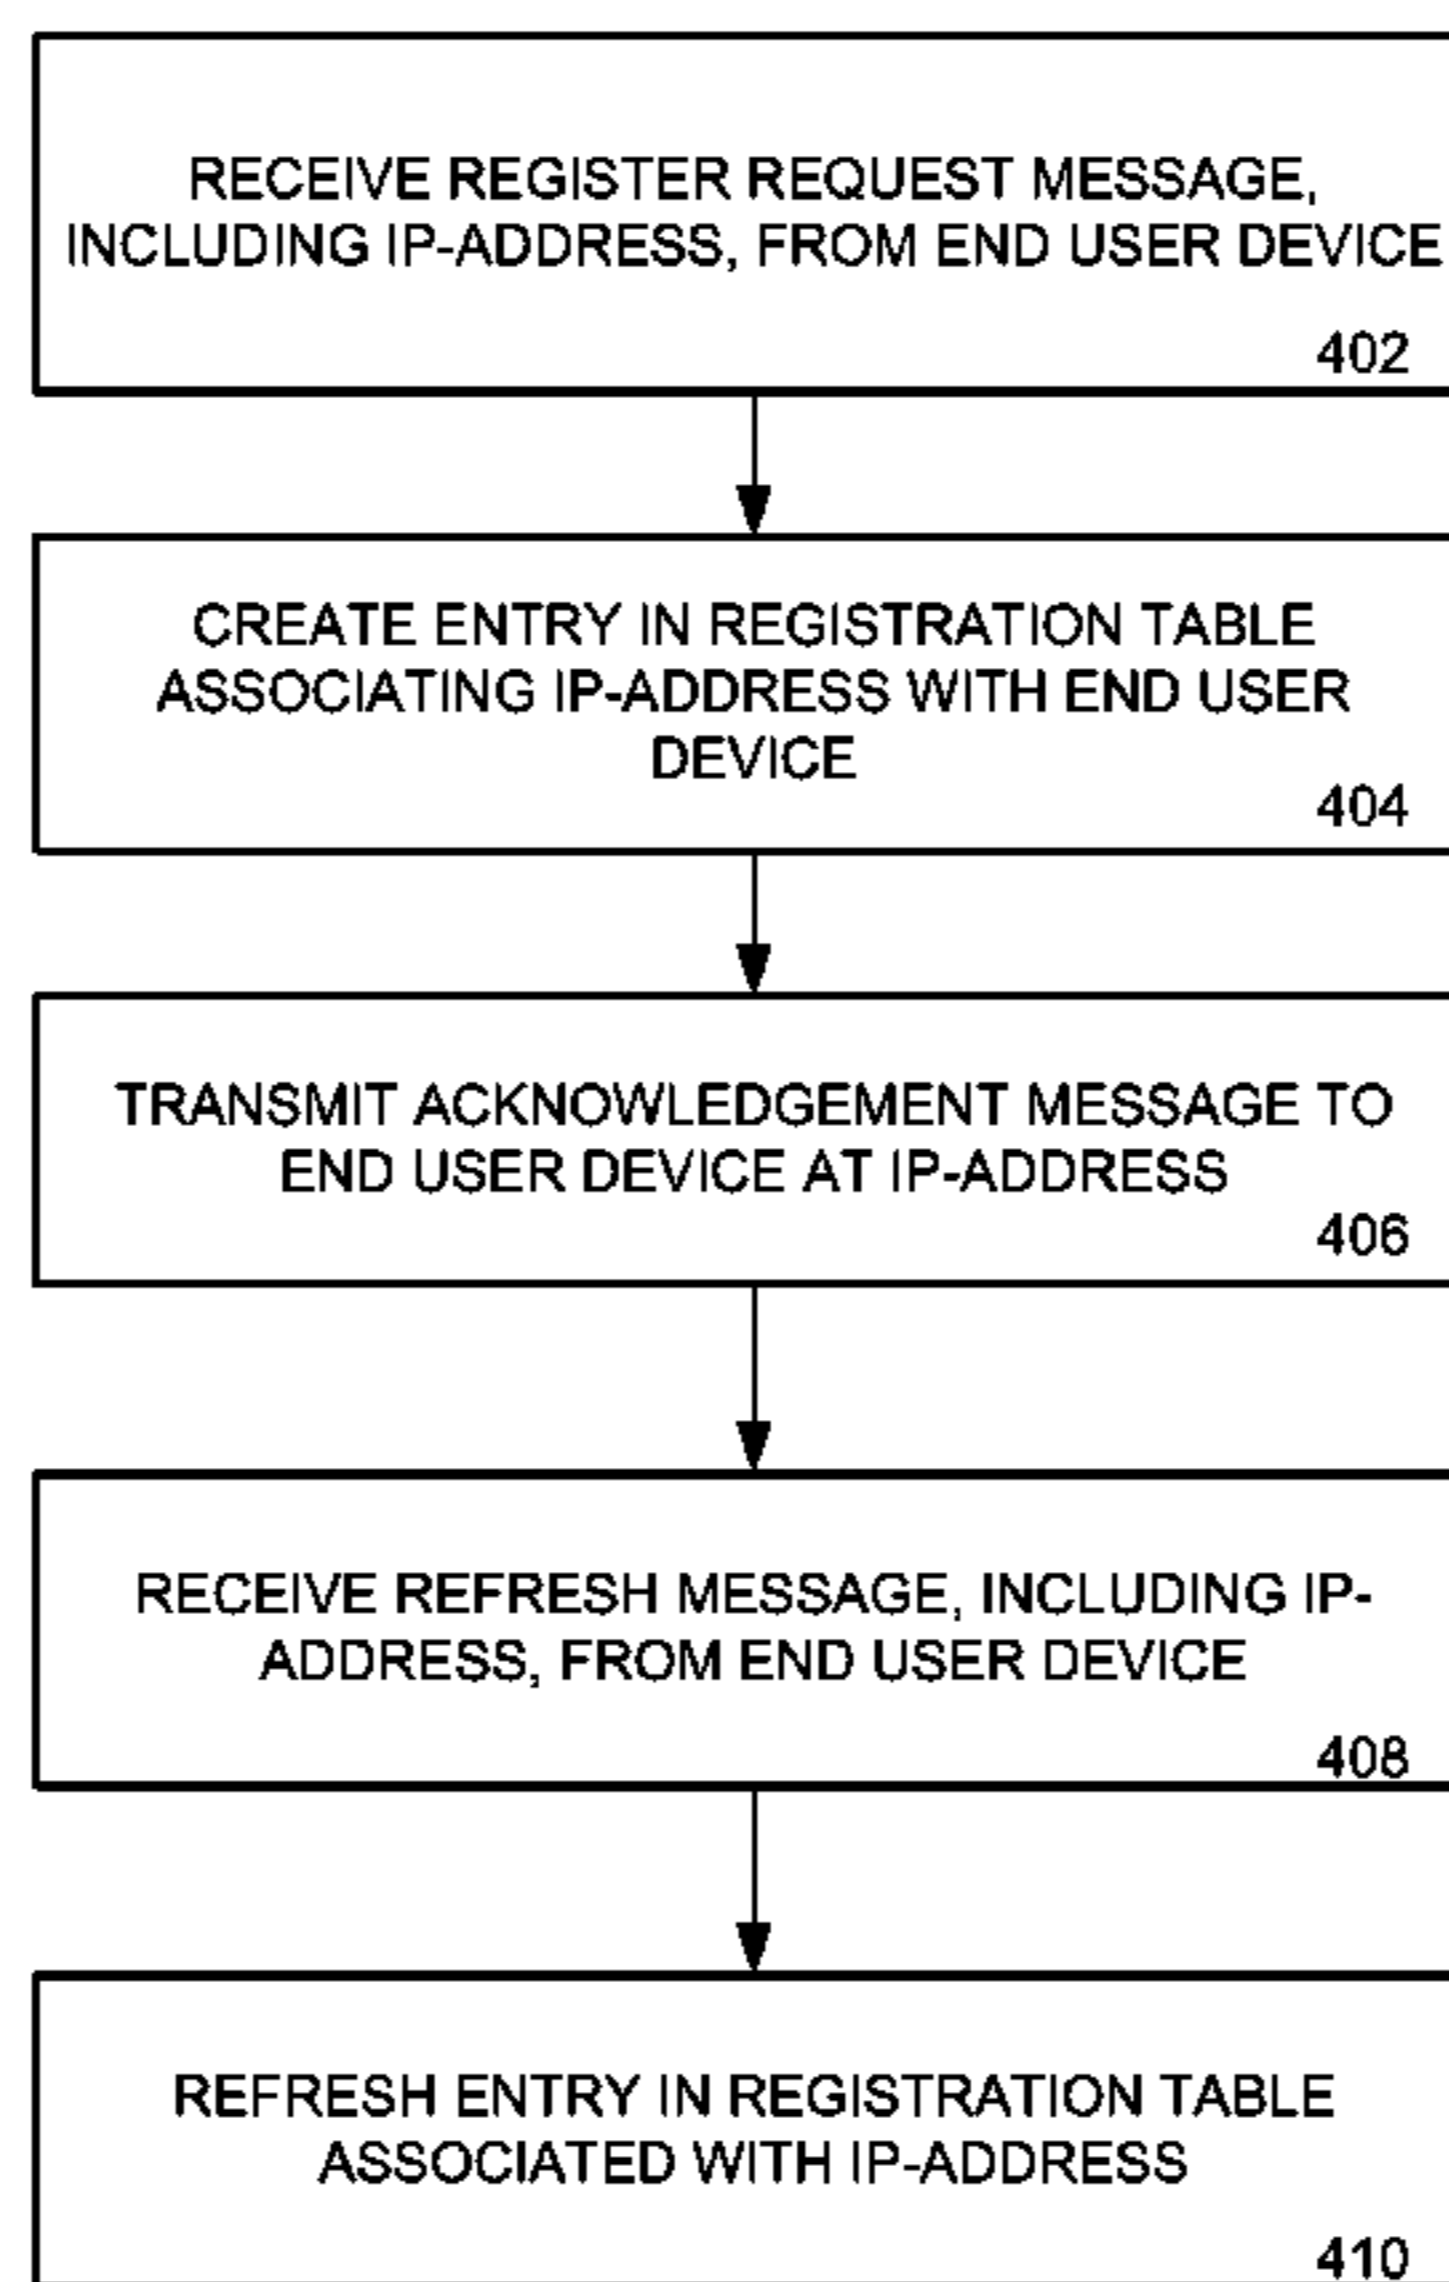 RECEIVE REGISTER REQUEST MESSAGE,
INCLUDING IP-ADDRESS, FROM END USER DEVICE
402
CREATE ENTRY IN REGISTRATION TABLE
ASSOCIATING IP-ADDRESS WITH END USER
DEVICE
404
TRANSMIT ACKNOWLEDGEMENT MESSAGE TO
END USER DEVICE AT IP-ADDRESS
406
RECEIVE REFRESH MESSAGE, INCLUDING IP-
ADDRESS, FROM END USER DEVICE
408
REFRESH ENTRY IN REGISTRATION TABLE
ASSOCIATED WITH IP-ADDRESS
410